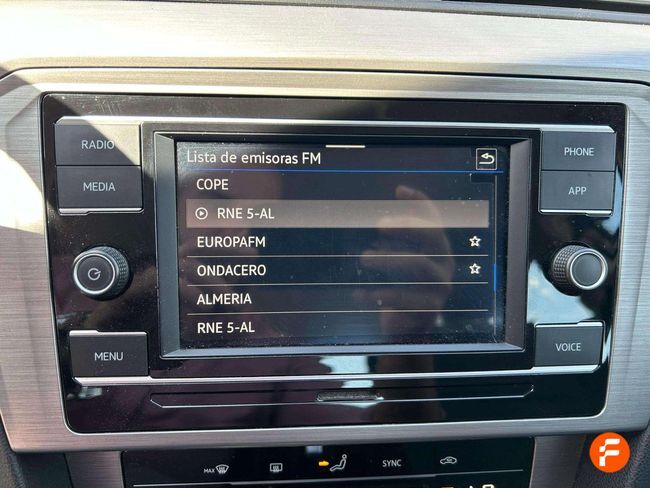 RADIO
MEDIA
MENU
Lista de emisoras FM
COPE
RNE 5-AL
EUROPAFM
ONDACERO
ALMERIA
RNE 5-AL
PHONE
APP
VOICE
MAX
SYNC